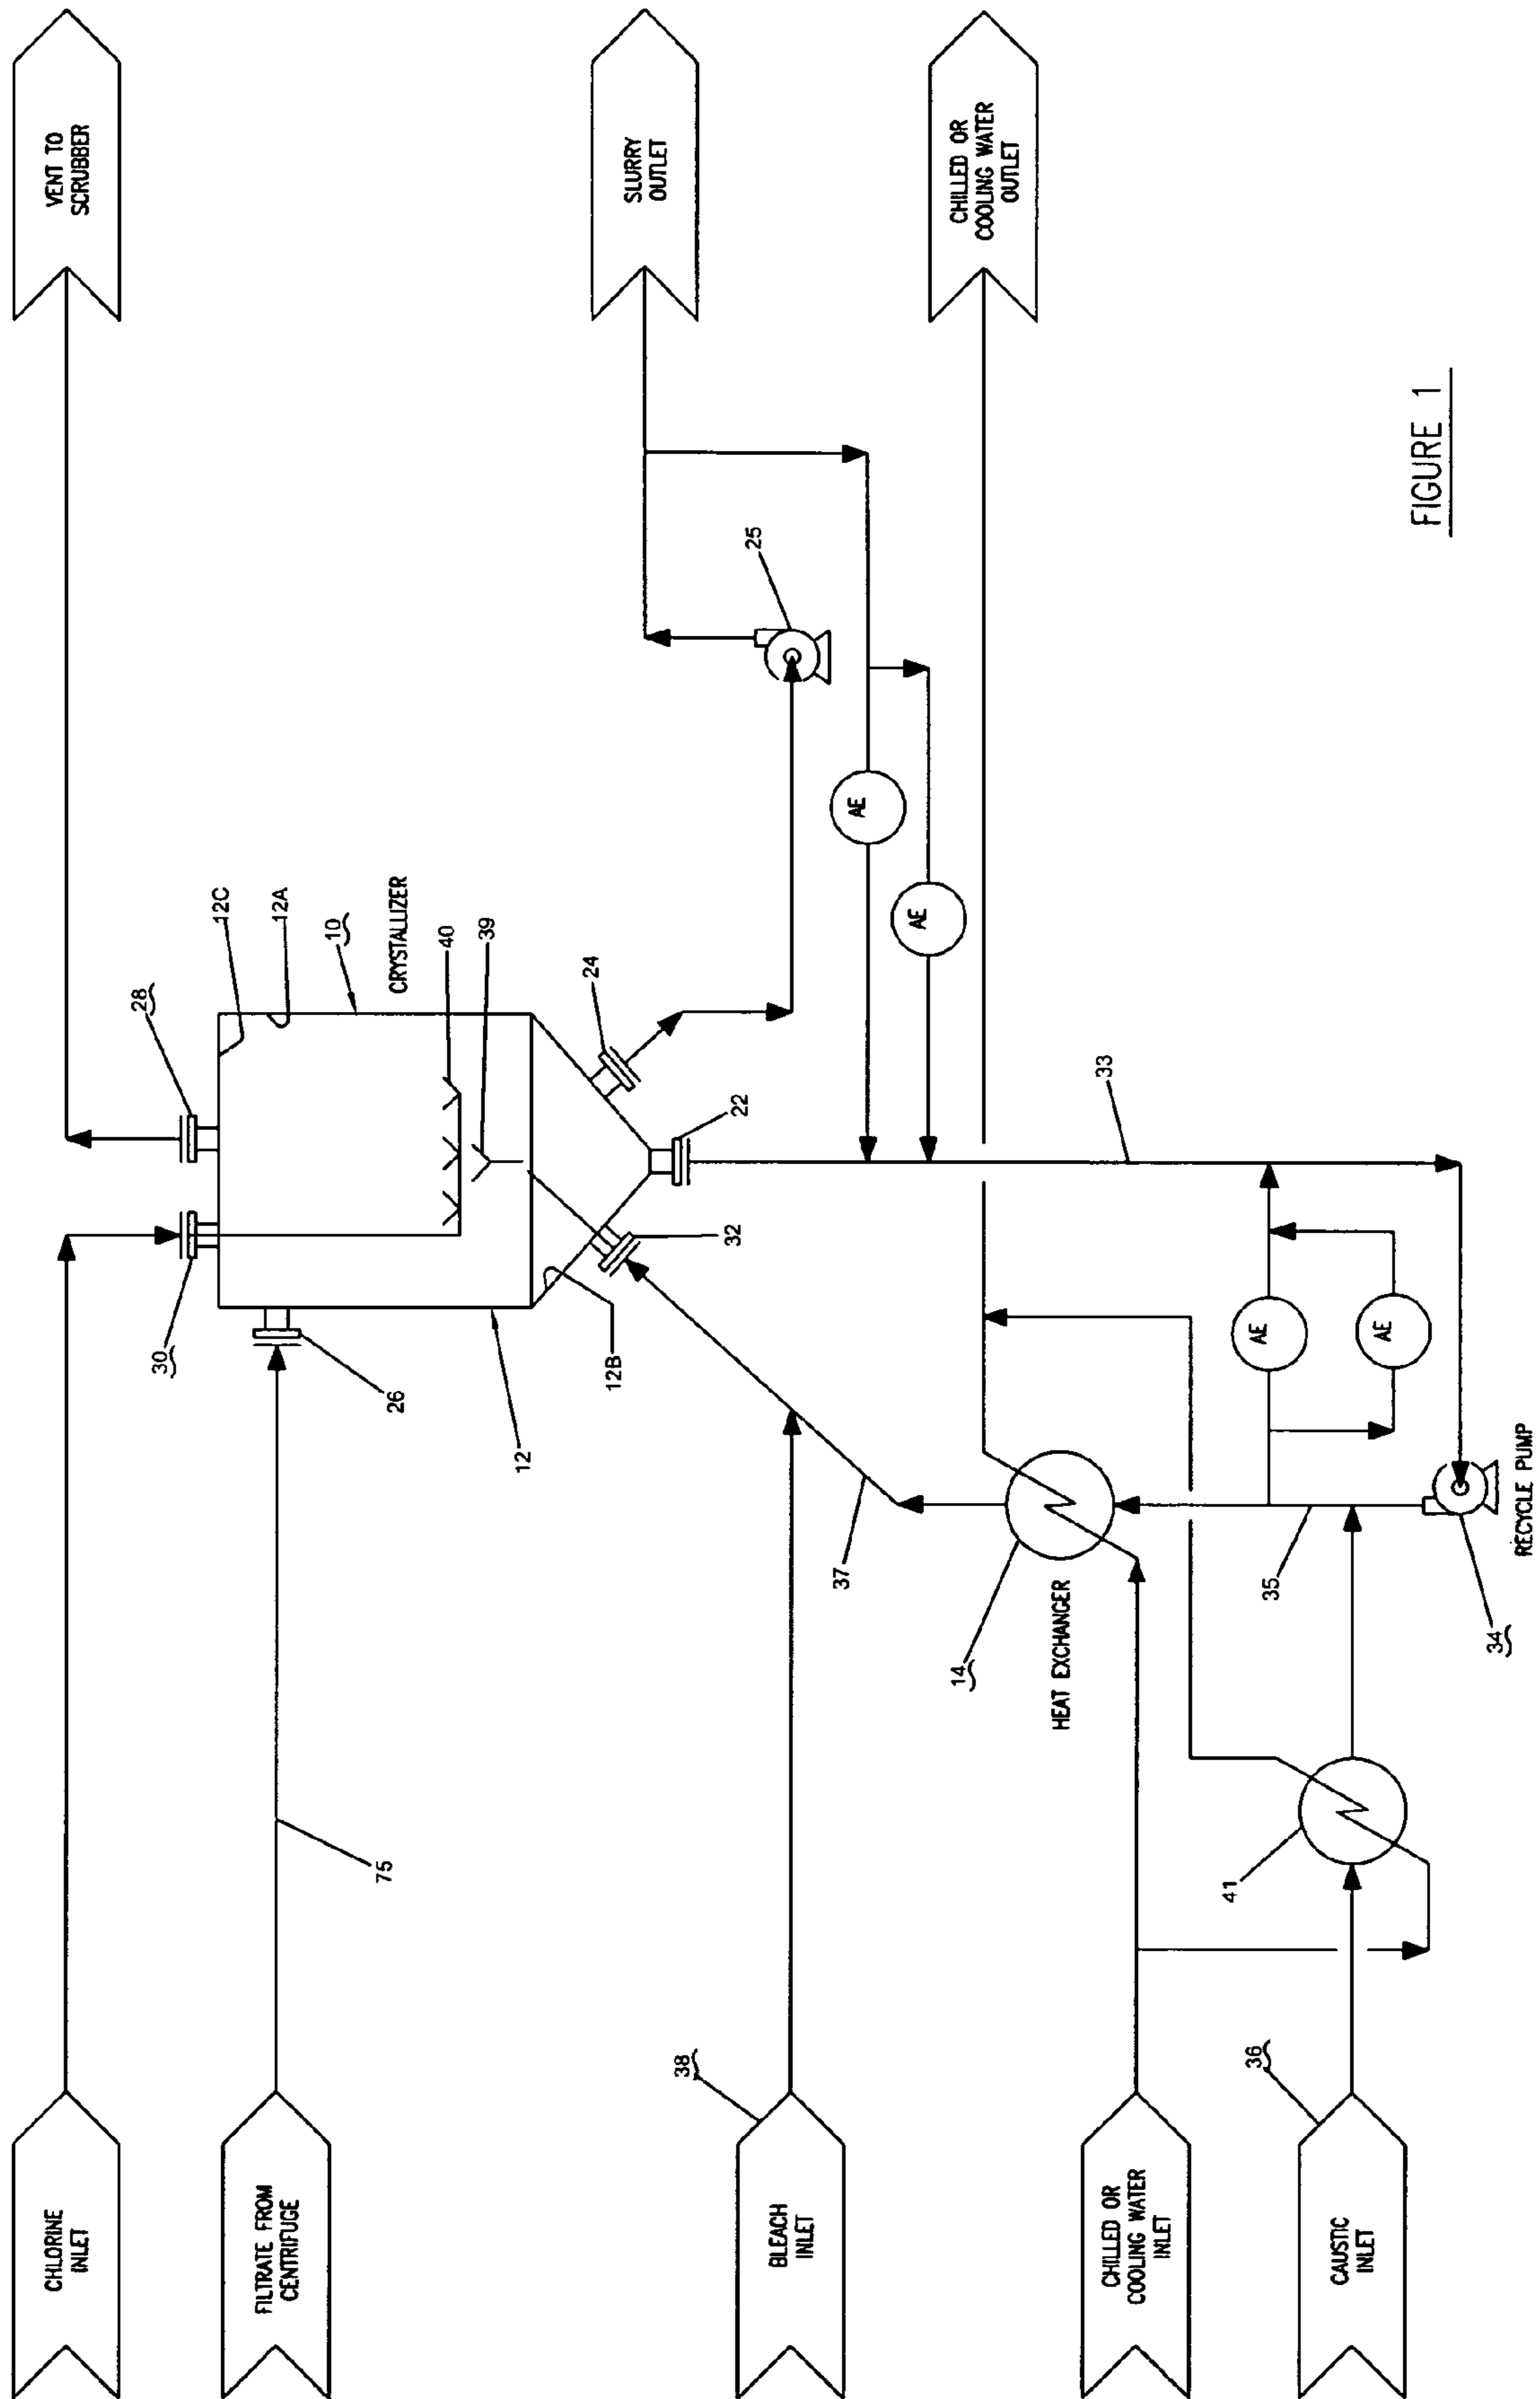 VENT TO
SCRUBBER
SLURRY
OUTLET
CHILLED OR
COOLING WATER
OUTLET
FIGURE 1
25
12C
12A
10
CRYSTALLIZER
28
40
39
24
AE
AE
22
33
30
26
12
12B
32
AE
AE
37
14
HEAT EXCHANGER
35
34
RECYCLE PUMP
75
41
38
36
CHLORINE
INLET
FILTRATE FROM
CENTRIFUGE
BLEACH
INLET
CHILLED OR
COOLING WATER
INLET
CAUSTIC
INLET